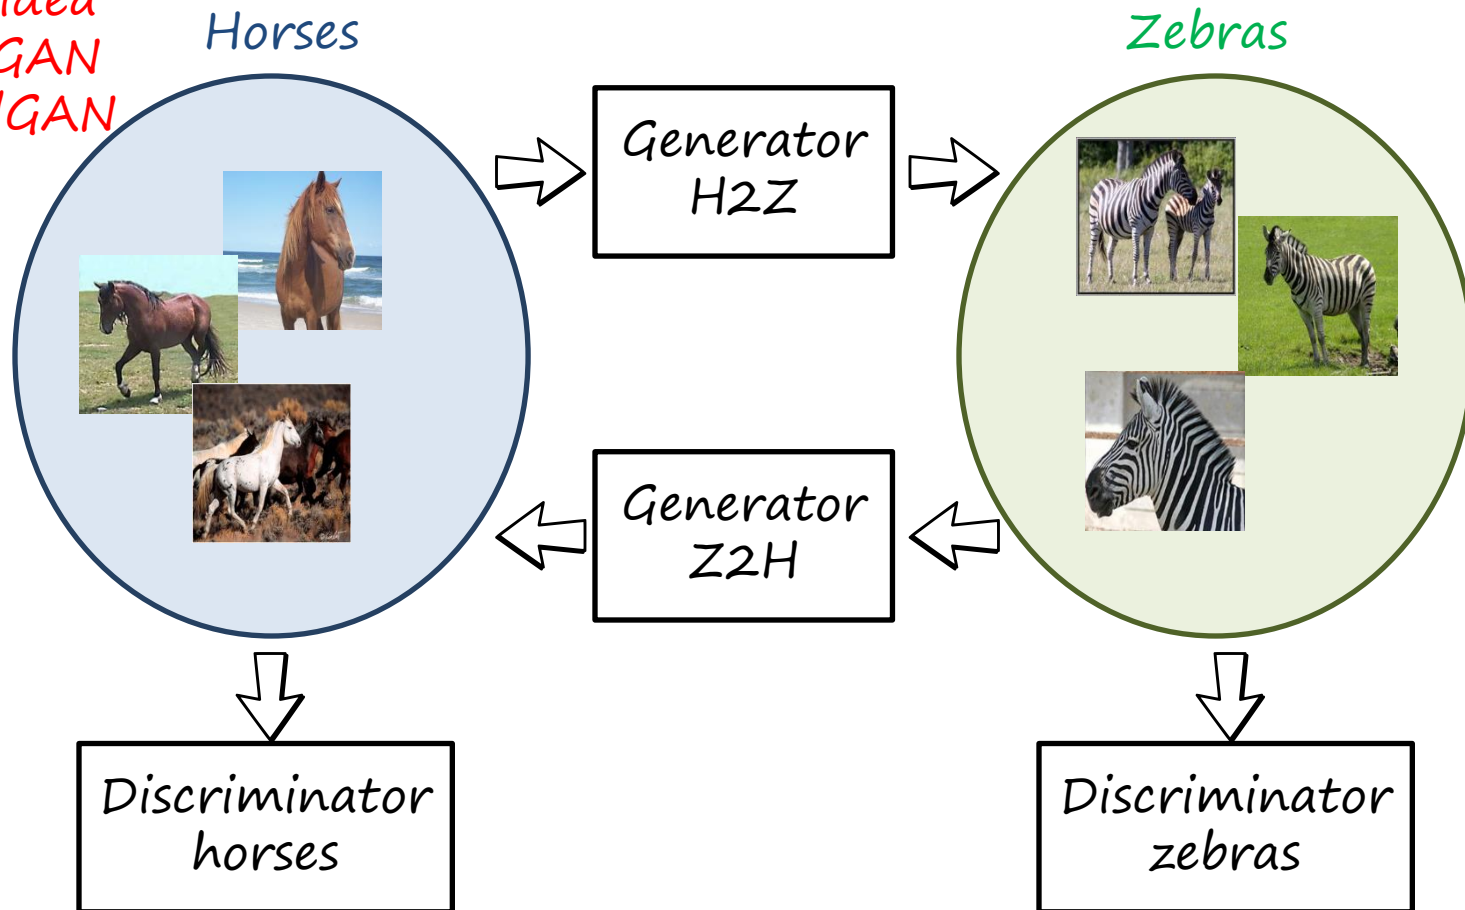 GAN
GAN
Horses
Zebras
Generator
H2Z
Generator
Z2H
Discriminator
horses
Discriminator
zebras